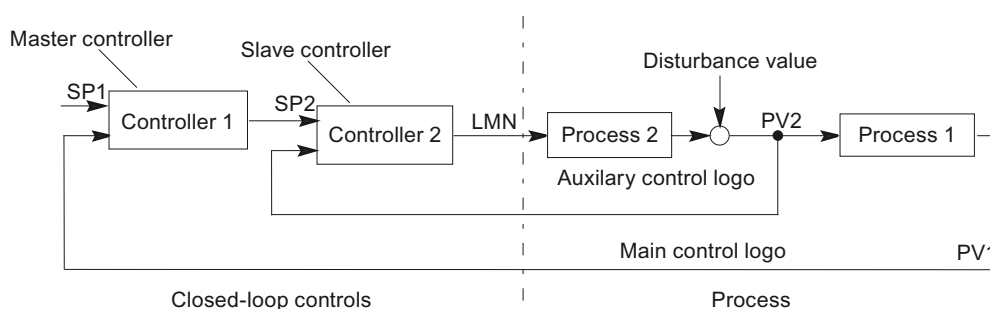 Master controller
Slave controller
Disturbance value
SP1
Controller 1
SP2
Controller 2
LMN
Process 2
PV2
Process 1
Auxilary control logo
Main control logo
PV1
Closed-loop controls
Process